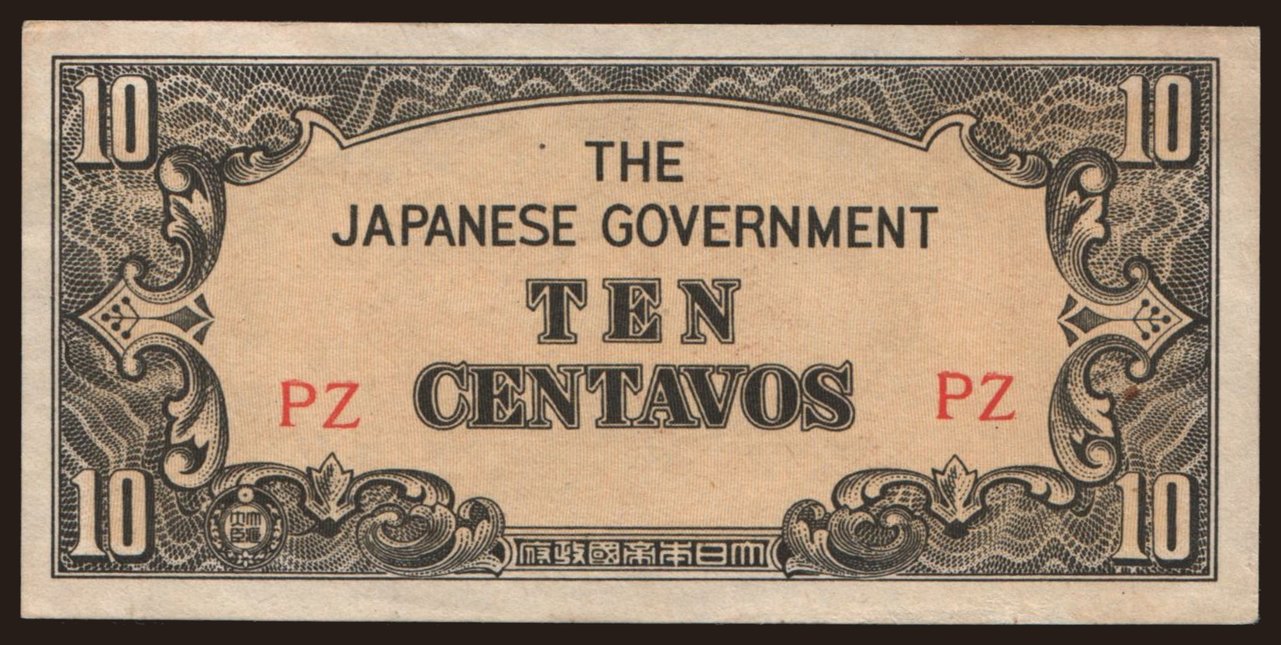 10 10
THE
JAPANESE GOVERNMENT
TEN
PZ CENTAVOS PZ
10 10
府政國帝本日大